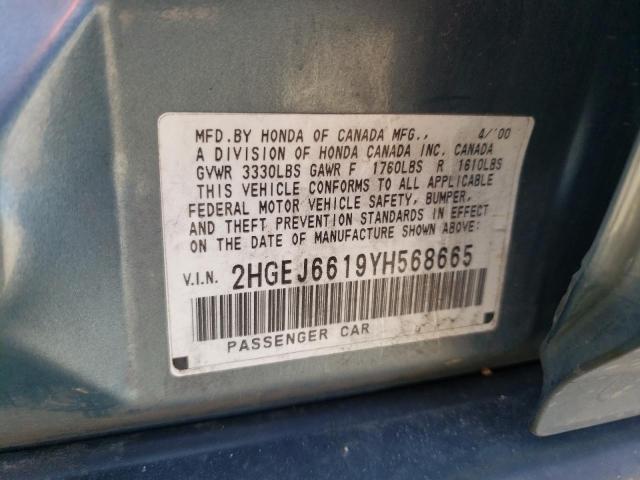 MFD. BY HONDA OF CANADA MFG., 4/'00
A DIVISION OF HONDA CANADA INC. CANADA
GVWR 3330LBS GAWR F 1760LBS R 1610LBS
THIS VEHICLE CONFORMS TO ALL APPLICABLE
FEDERAL MOTOR VEHICLE SAFETY, BUMPER,
AND THEFT PREVENTION STANDARDS IN EFFECT
ON THE DATE OF MANUFACTURE SHOWN ABOVE:
V.I.N. 2HGEJ6619YH568665
PASSENGER CAR